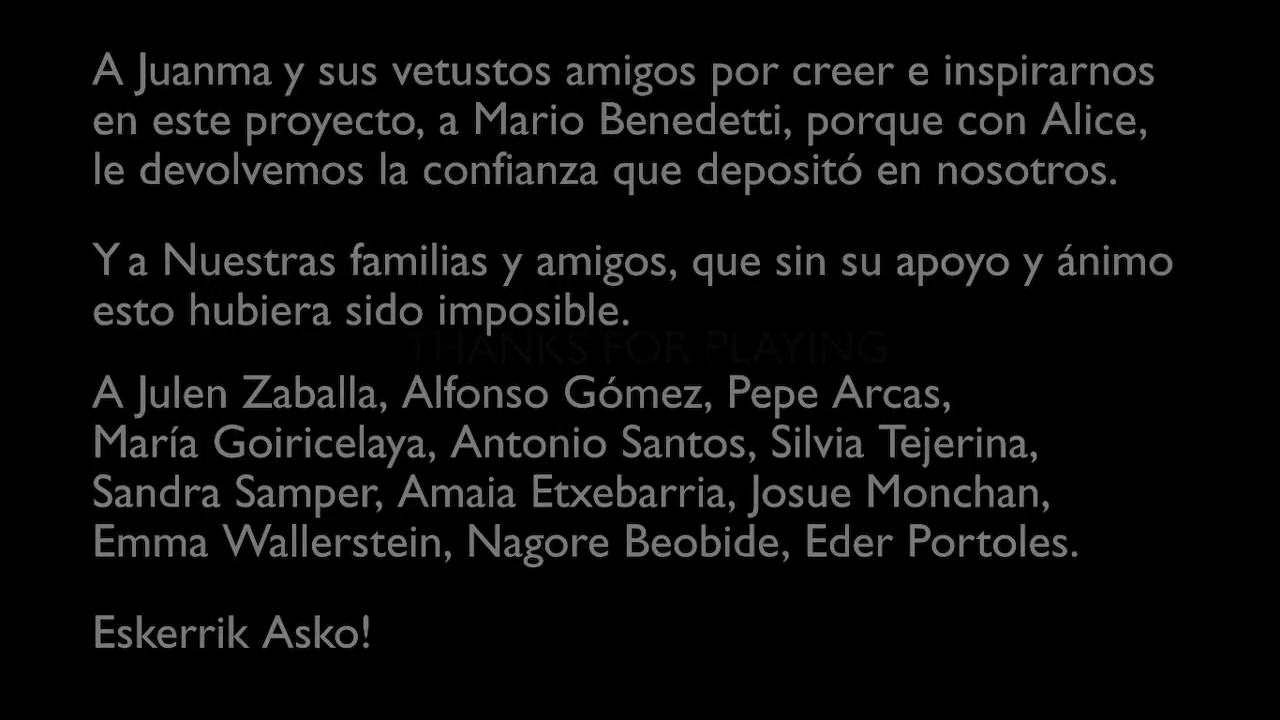 A Juanma y sus vetustos amigos por creer e inspirarnos
en este proyecto, a Mario Benedetti, porque con Alice,
le devolvemos la confianza que depositó en nosotros.
Y a Nuestras familias y amigos, que sin su apoyo y ánimo
esto hubiera sido imposible.
THANKS FOR PLAYING
A Julen Zaballa, Alfonso Gómez, Pepe Arcas,
María Goiricelaya, Antonio Santos, Silvia Tejerina,
Sandra Samper, Amaia Etxebarria, Josue Monchan,
Emma Wallerstein, Nagore Beobide, Eder Portoles.
Eskerrik Asko!